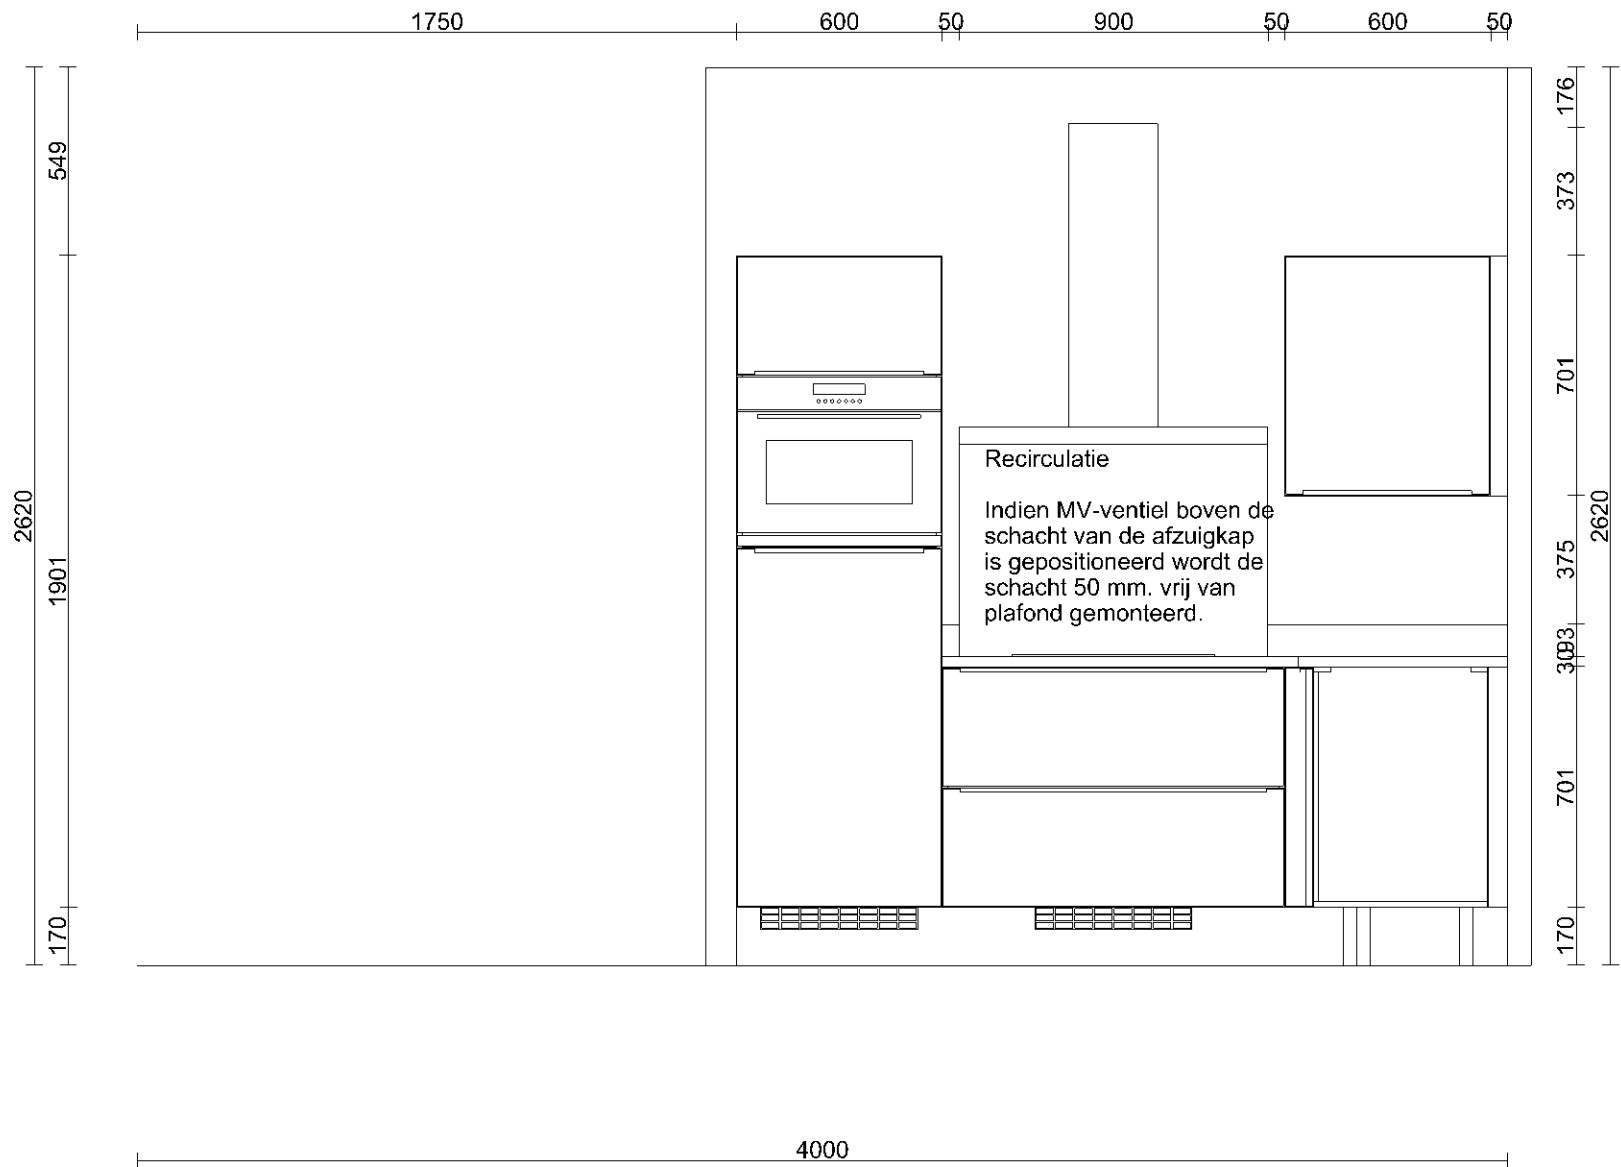 1750 600 50 900 50 600 50
176
549
373
701
Recirculatie
Indien MV-ventiel boven de
schacht van de afzuigkap
is gepositioneerd wordt de
schacht 50 mm. vrij van
plafond gemonteerd.
2620
2620
375
1901
93
30
701
170
170
4000